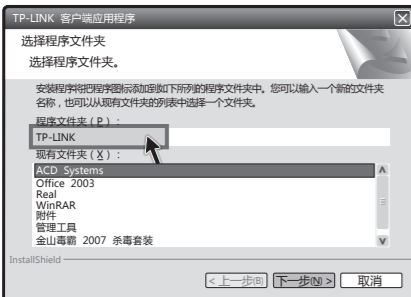 TP-LINK 客户端应用程序
选择程序文件夹
选择程序文件夹。
安装程序将把程序图标添加到如下所列的程序文件夹中。您可以输入一个新的文件夹
名称，也可以从现有文件夹的列表中选择一个文件夹。
程序文件夹(P)：
TP-LINK
现有文件夹(X)：
ACD Systems
Office 2003
Real
WinRAR
附件
管理工具
金山毒霸 2007 杀毒套装
InstallShield
< 上一步(B) 下一步(N) > 取消